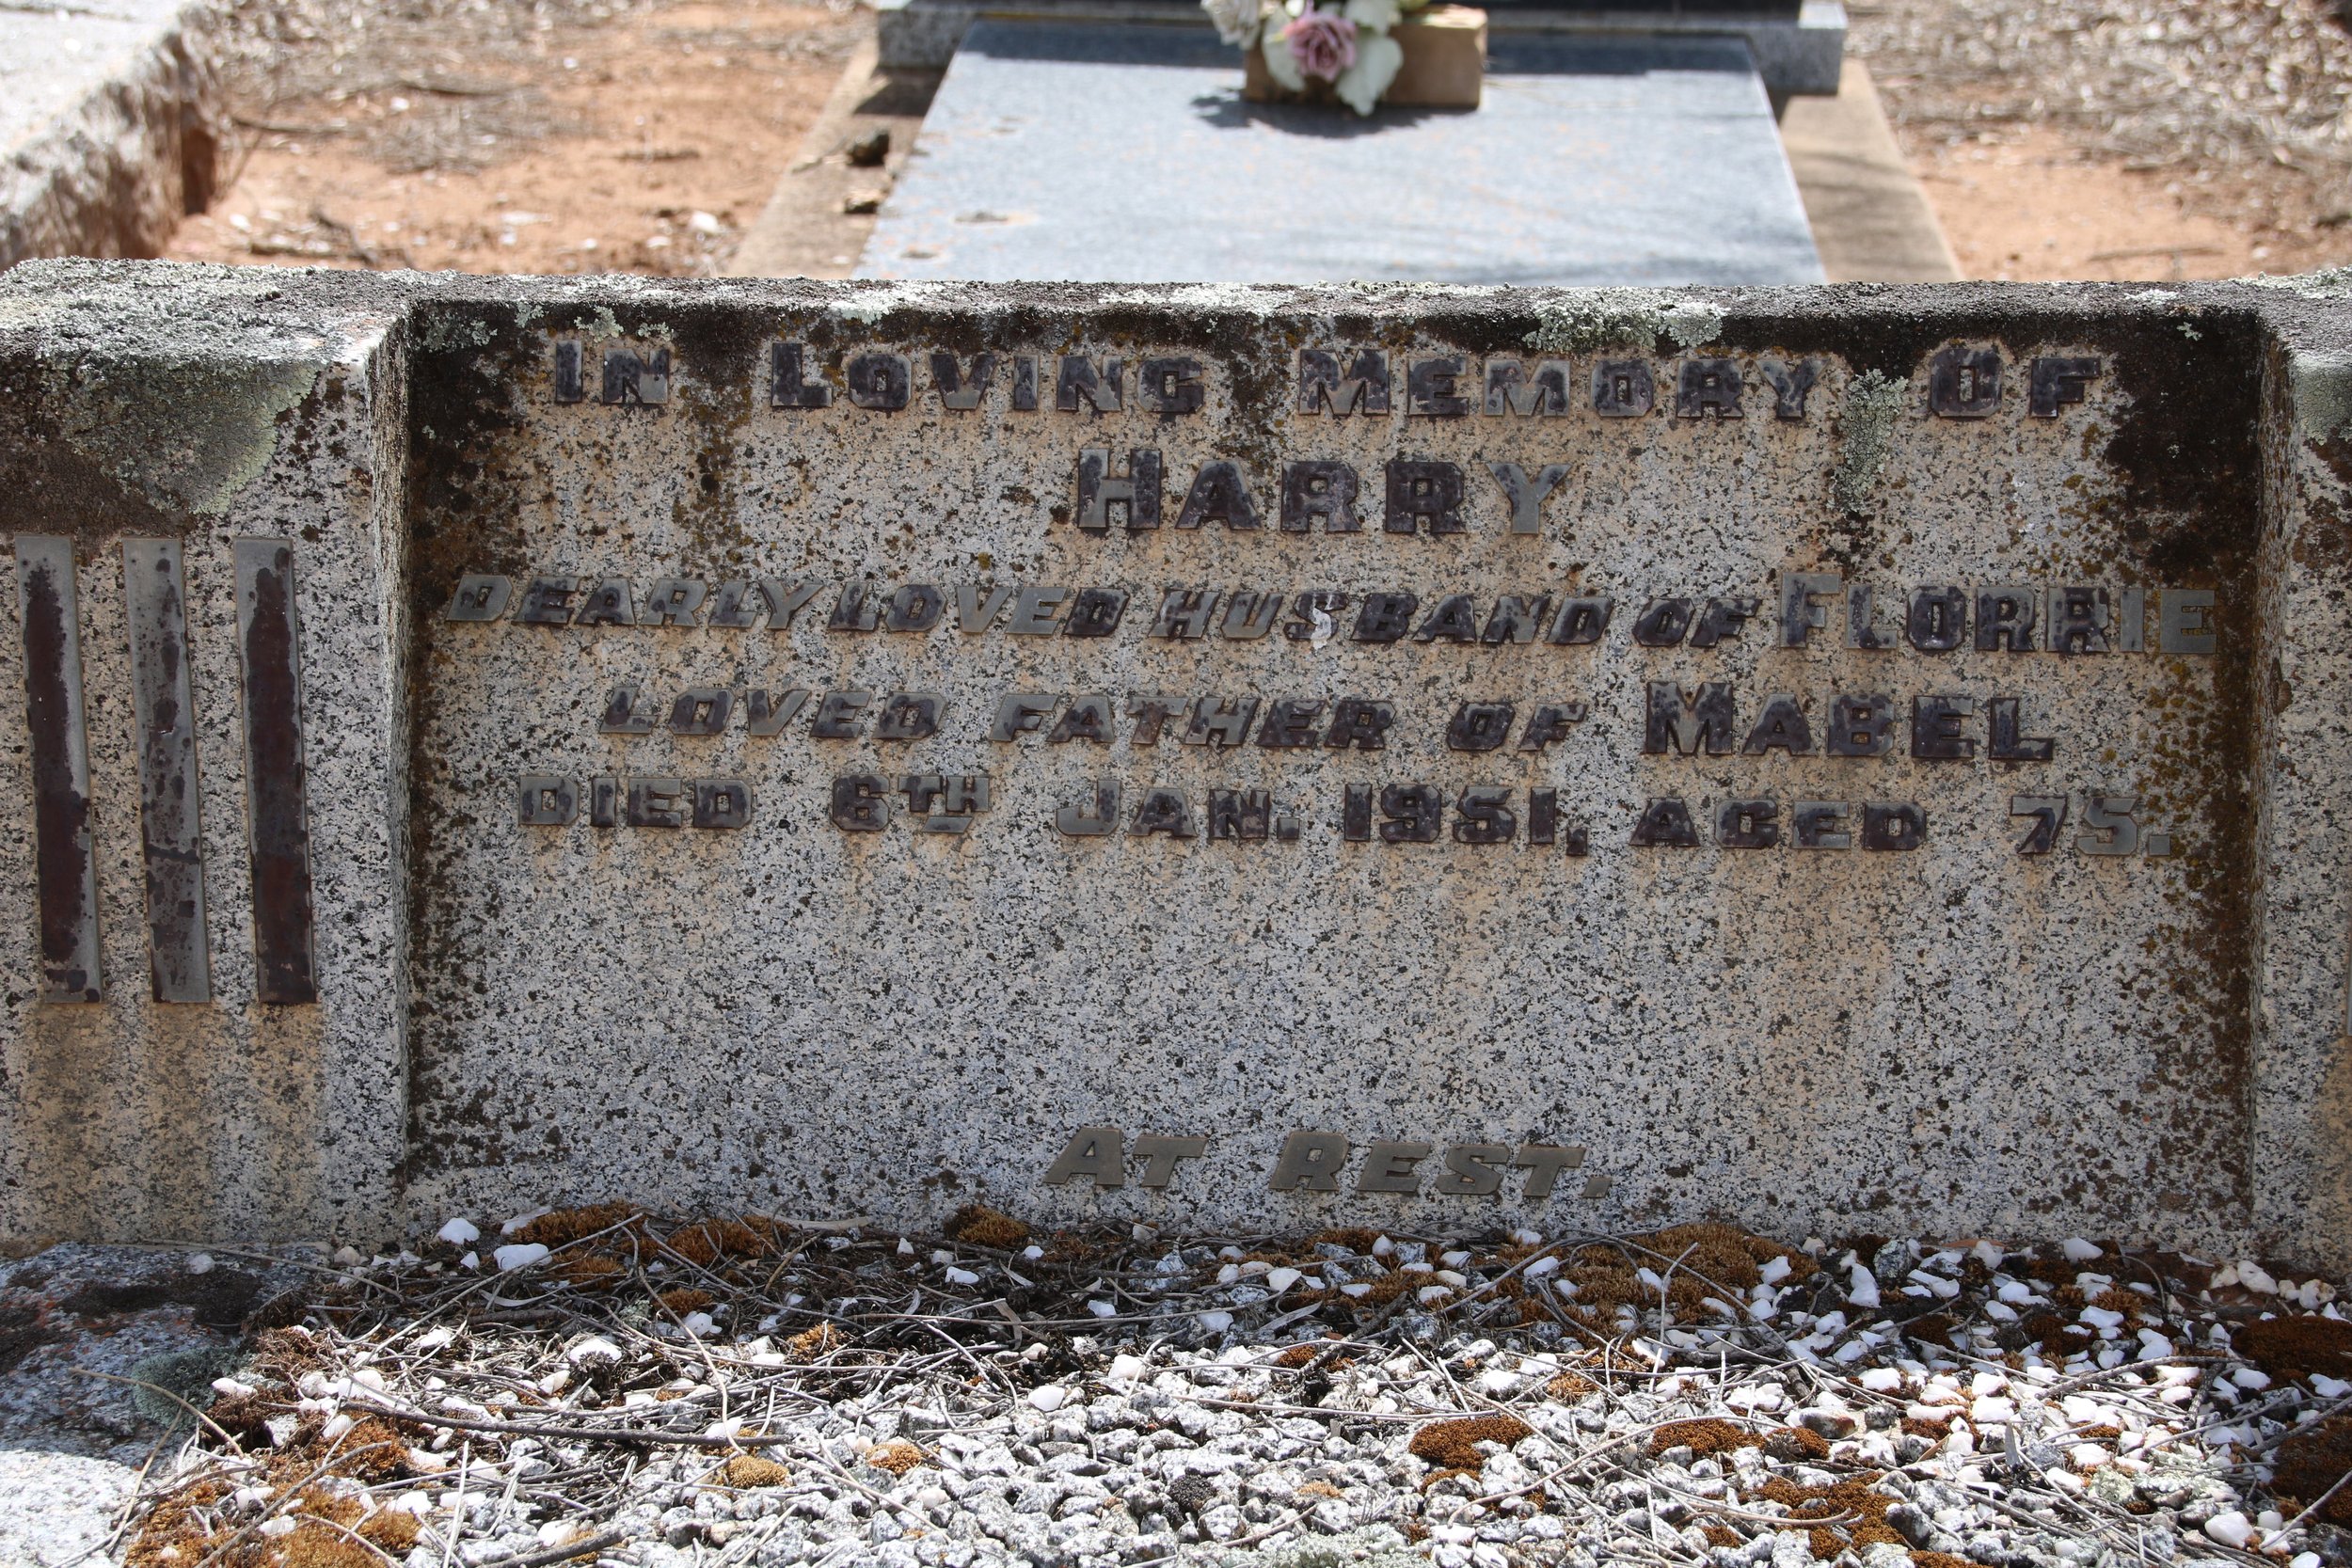 IN LOVING MEMORY OF
HARRY
DEARLY LOVED HUSBAND OF FLORRIE
LOVED FATHER OF MABEL
DIED 6TH JAN. 1951, AGED 75.
AT REST.